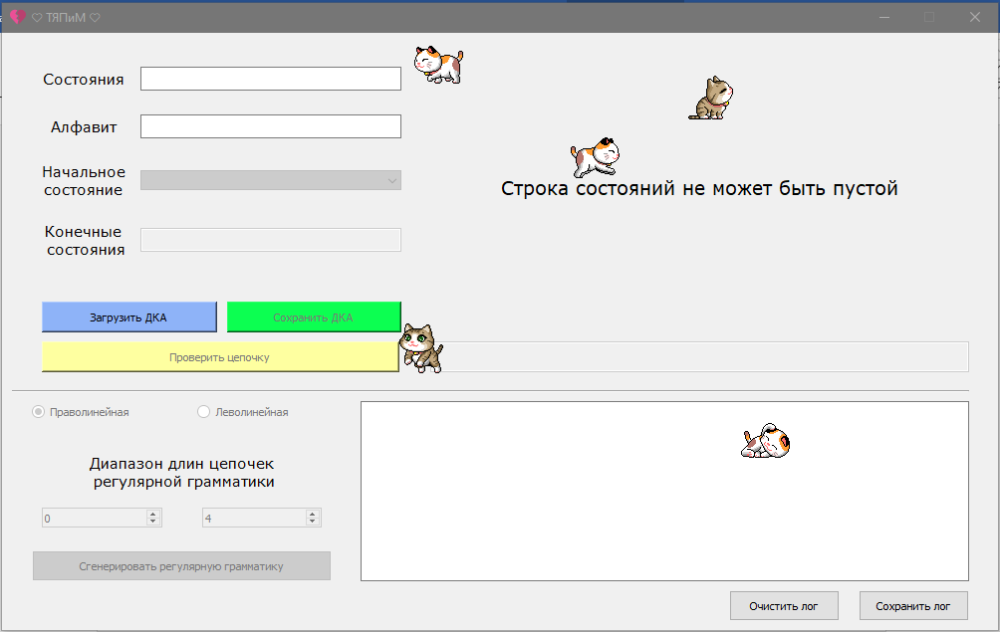 ♡ ТЯПиМ ♡
Состояния
Алфавит
Начальное
состояние
Конечные
состояния
Строка состояний не может быть пустой
Загрузить ДКА
Сохранить ДКА
Проверить цепочку
Праволинейная
Леволинейная
Диапазон длин цепочек
регулярной грамматики
0
4
Сгенерировать регулярную грамматику
Очистить лог
Сохранить лог